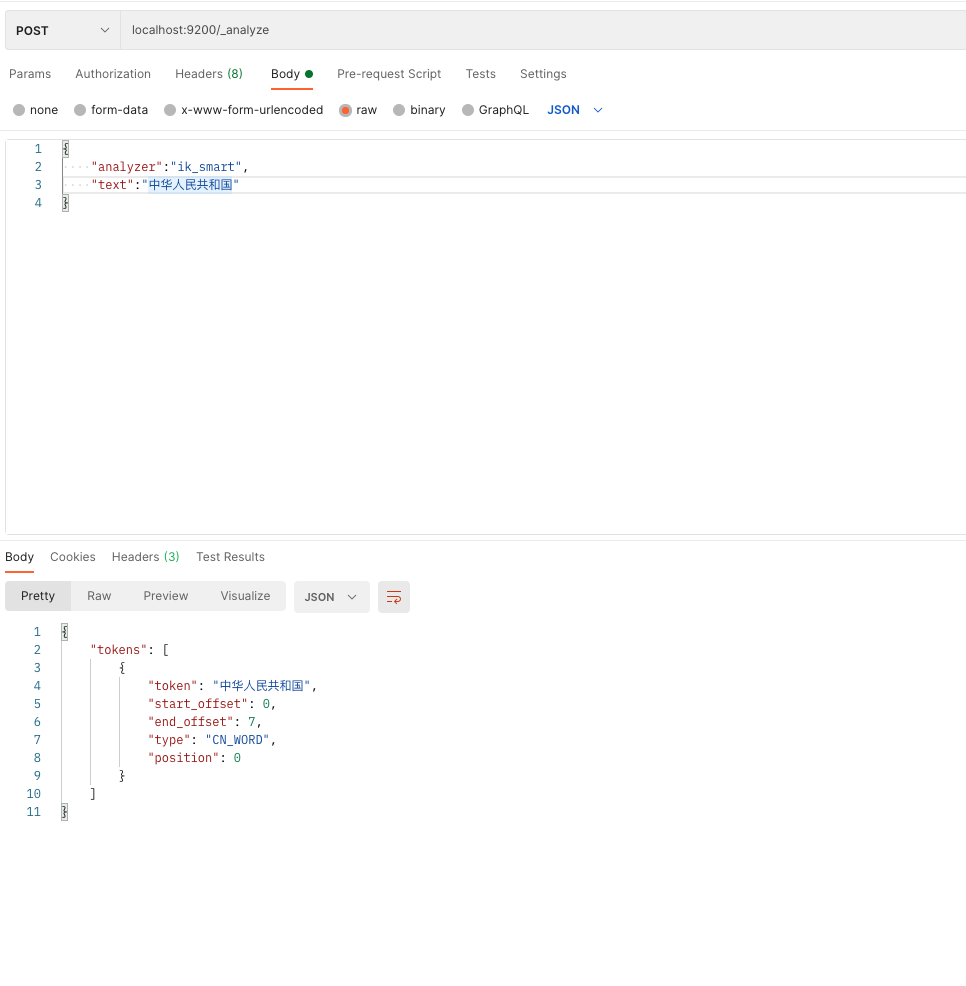 POST localhost:9200/_analyze
Params Authorization Headers (8) Body Pre-request Script Tests Settings
none form-data x-www-form-urlencoded raw binary GraphQL JSON
1 {
2 "analyzer":"ik_smart",
3 "text":"中华人民共和国"
4 }
Body Cookies Headers (3) Test Results
Pretty Raw Preview Visualize JSON
1 {
2 "tokens": [
3 {
4 "token": "中华人民共和国",
5 "start_offset": 0,
6 "end_offset": 7,
7 "type": "CN_WORD",
8 "position": 0
9 }
10 ]
11 }